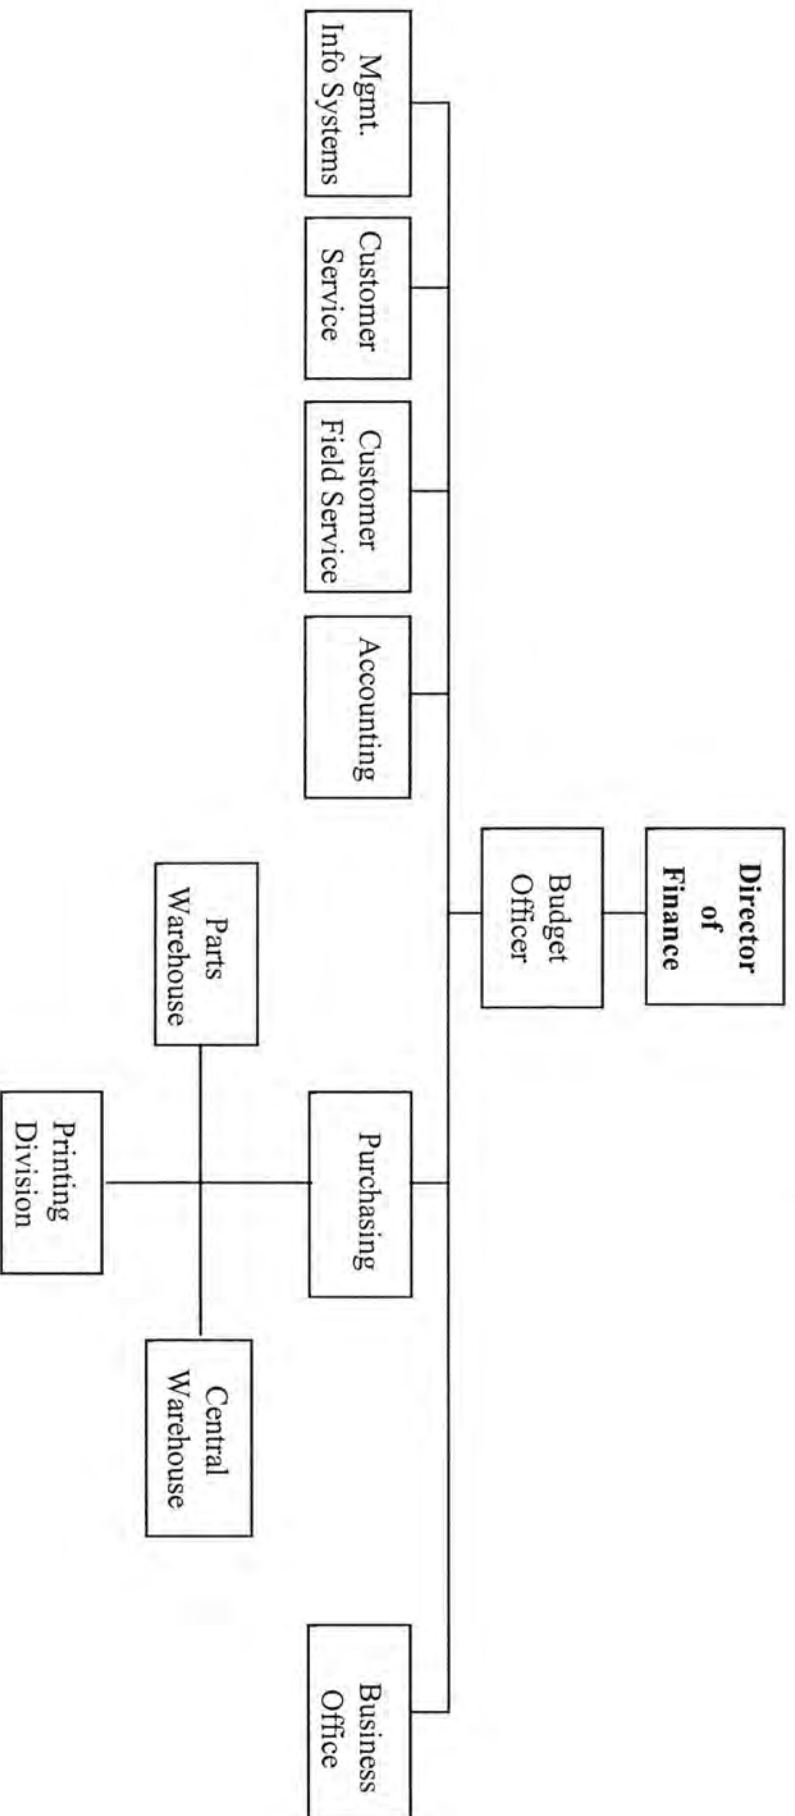 Director
of
Finance
Budget
Officer
Mgmt.
Info Systems
Customer
Service
Customer
Field Service
Accounting
Purchasing
Business
Office
Parts
Warehouse
Central
Warehouse
Printing
Division